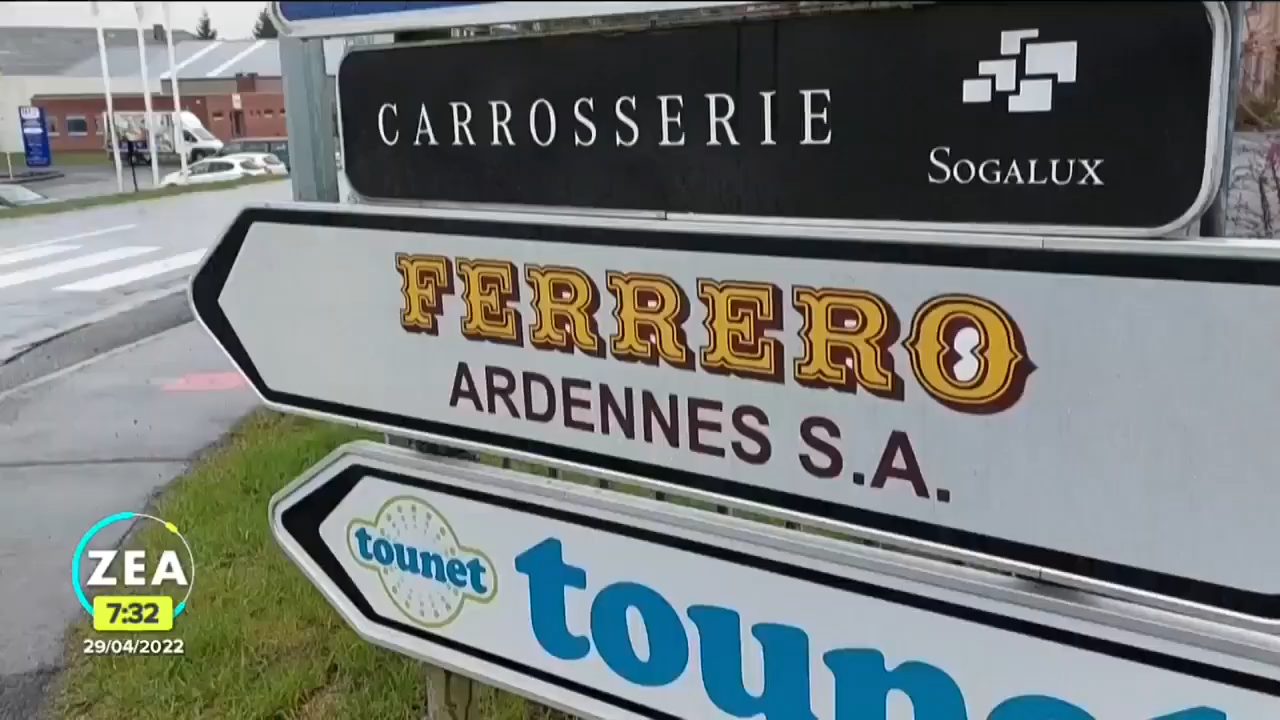 CARROSSERIE
SOGALUX
FERRERO
ARDENNES S.A.
tounet
tounet
ZEA
7:32
29/04/2022